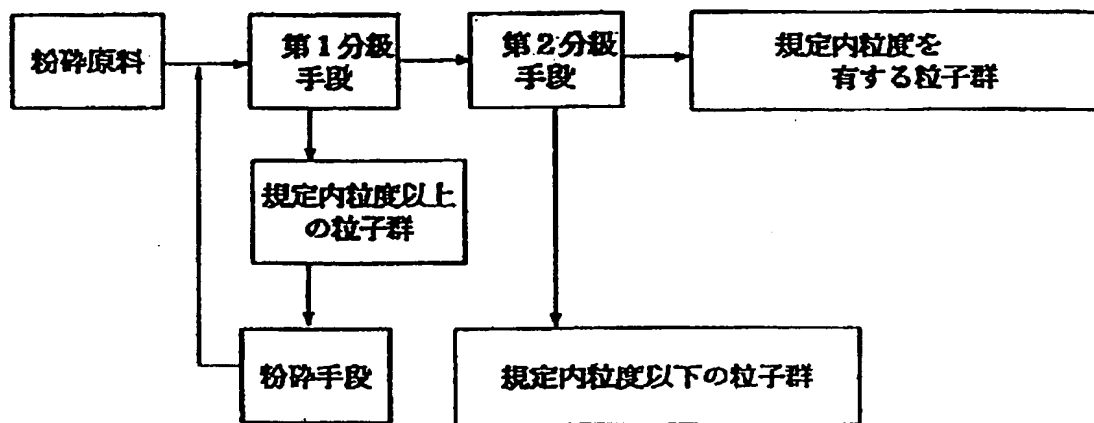 粉砕原料
第1分級
手段
第2分級
手段
規定内粒度を
有する粒子群
規定内粒度以上
の粒子群
粉砕手段
規定内粒度以下の粒子群